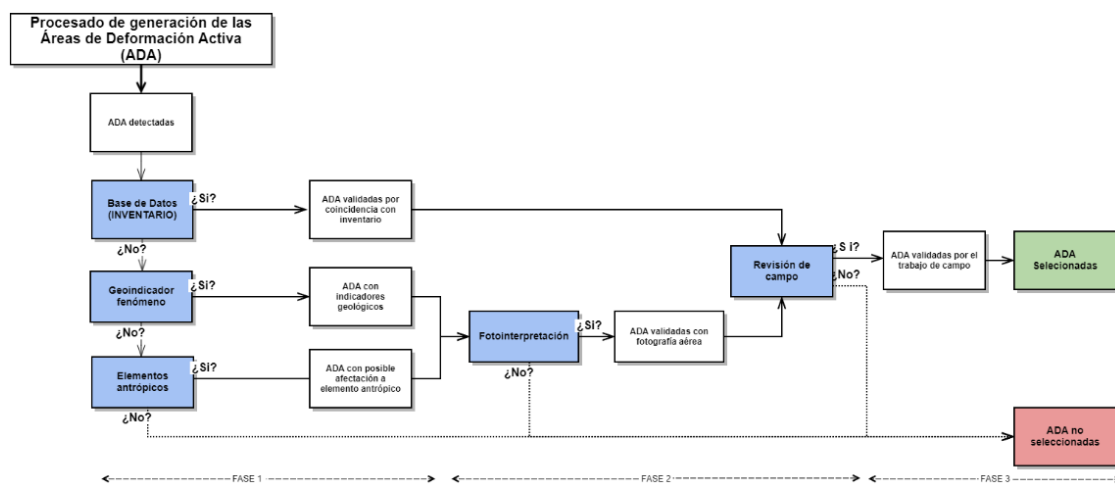 Procesado de generación de las
Áreas de Deformación Activa
(ADA)
ADA detectadas
Base de Datos
(INVENTARIO)
¿Si?
ADA validadas por
coincidencia con
inventario
¿No?
Geoindicador
fenómeno
¿Si?
ADA con
indicadores
geológicos
¿No?
Elementos
antrópicos
¿Si?
ADA con posible
afectación a
elemento antrópico
¿No?
Fotointerpretación
¿Si?
ADA validadas con
fotografía aérea
¿No?
Revisión de
campo
¿S i?
¿No?
ADA validadas por el
trabajo de campo
ADA
Selecionadas
ADA no
seleccionadas
FASE 1
FASE 2
FASE 3